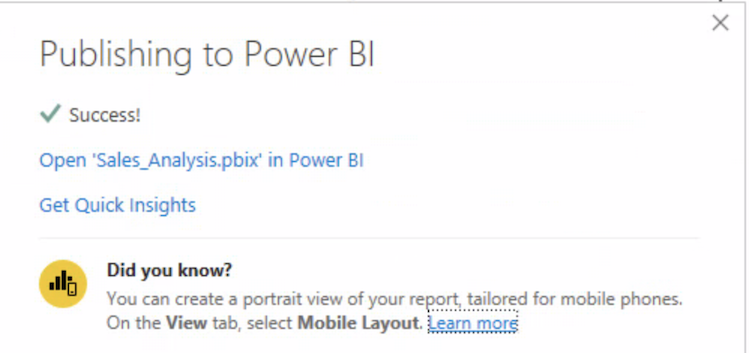 Publishing to Power BI
Success!
Open 'Sales_Analysis.pbix' in Power BI
Get Quick Insights
Did you know?
You can create a portrait view of your report, tailored for mobile phones.
On the View tab, select Mobile Layout. Learn more